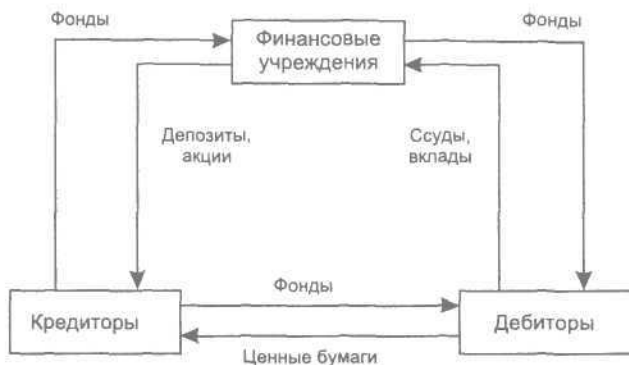 Фонды
Финансовые
учреждения
Фонды
Депозиты,
акции
Ссуды,
вклады
Кредиторы
Фонды
Дебиторы
Ценные бумаги